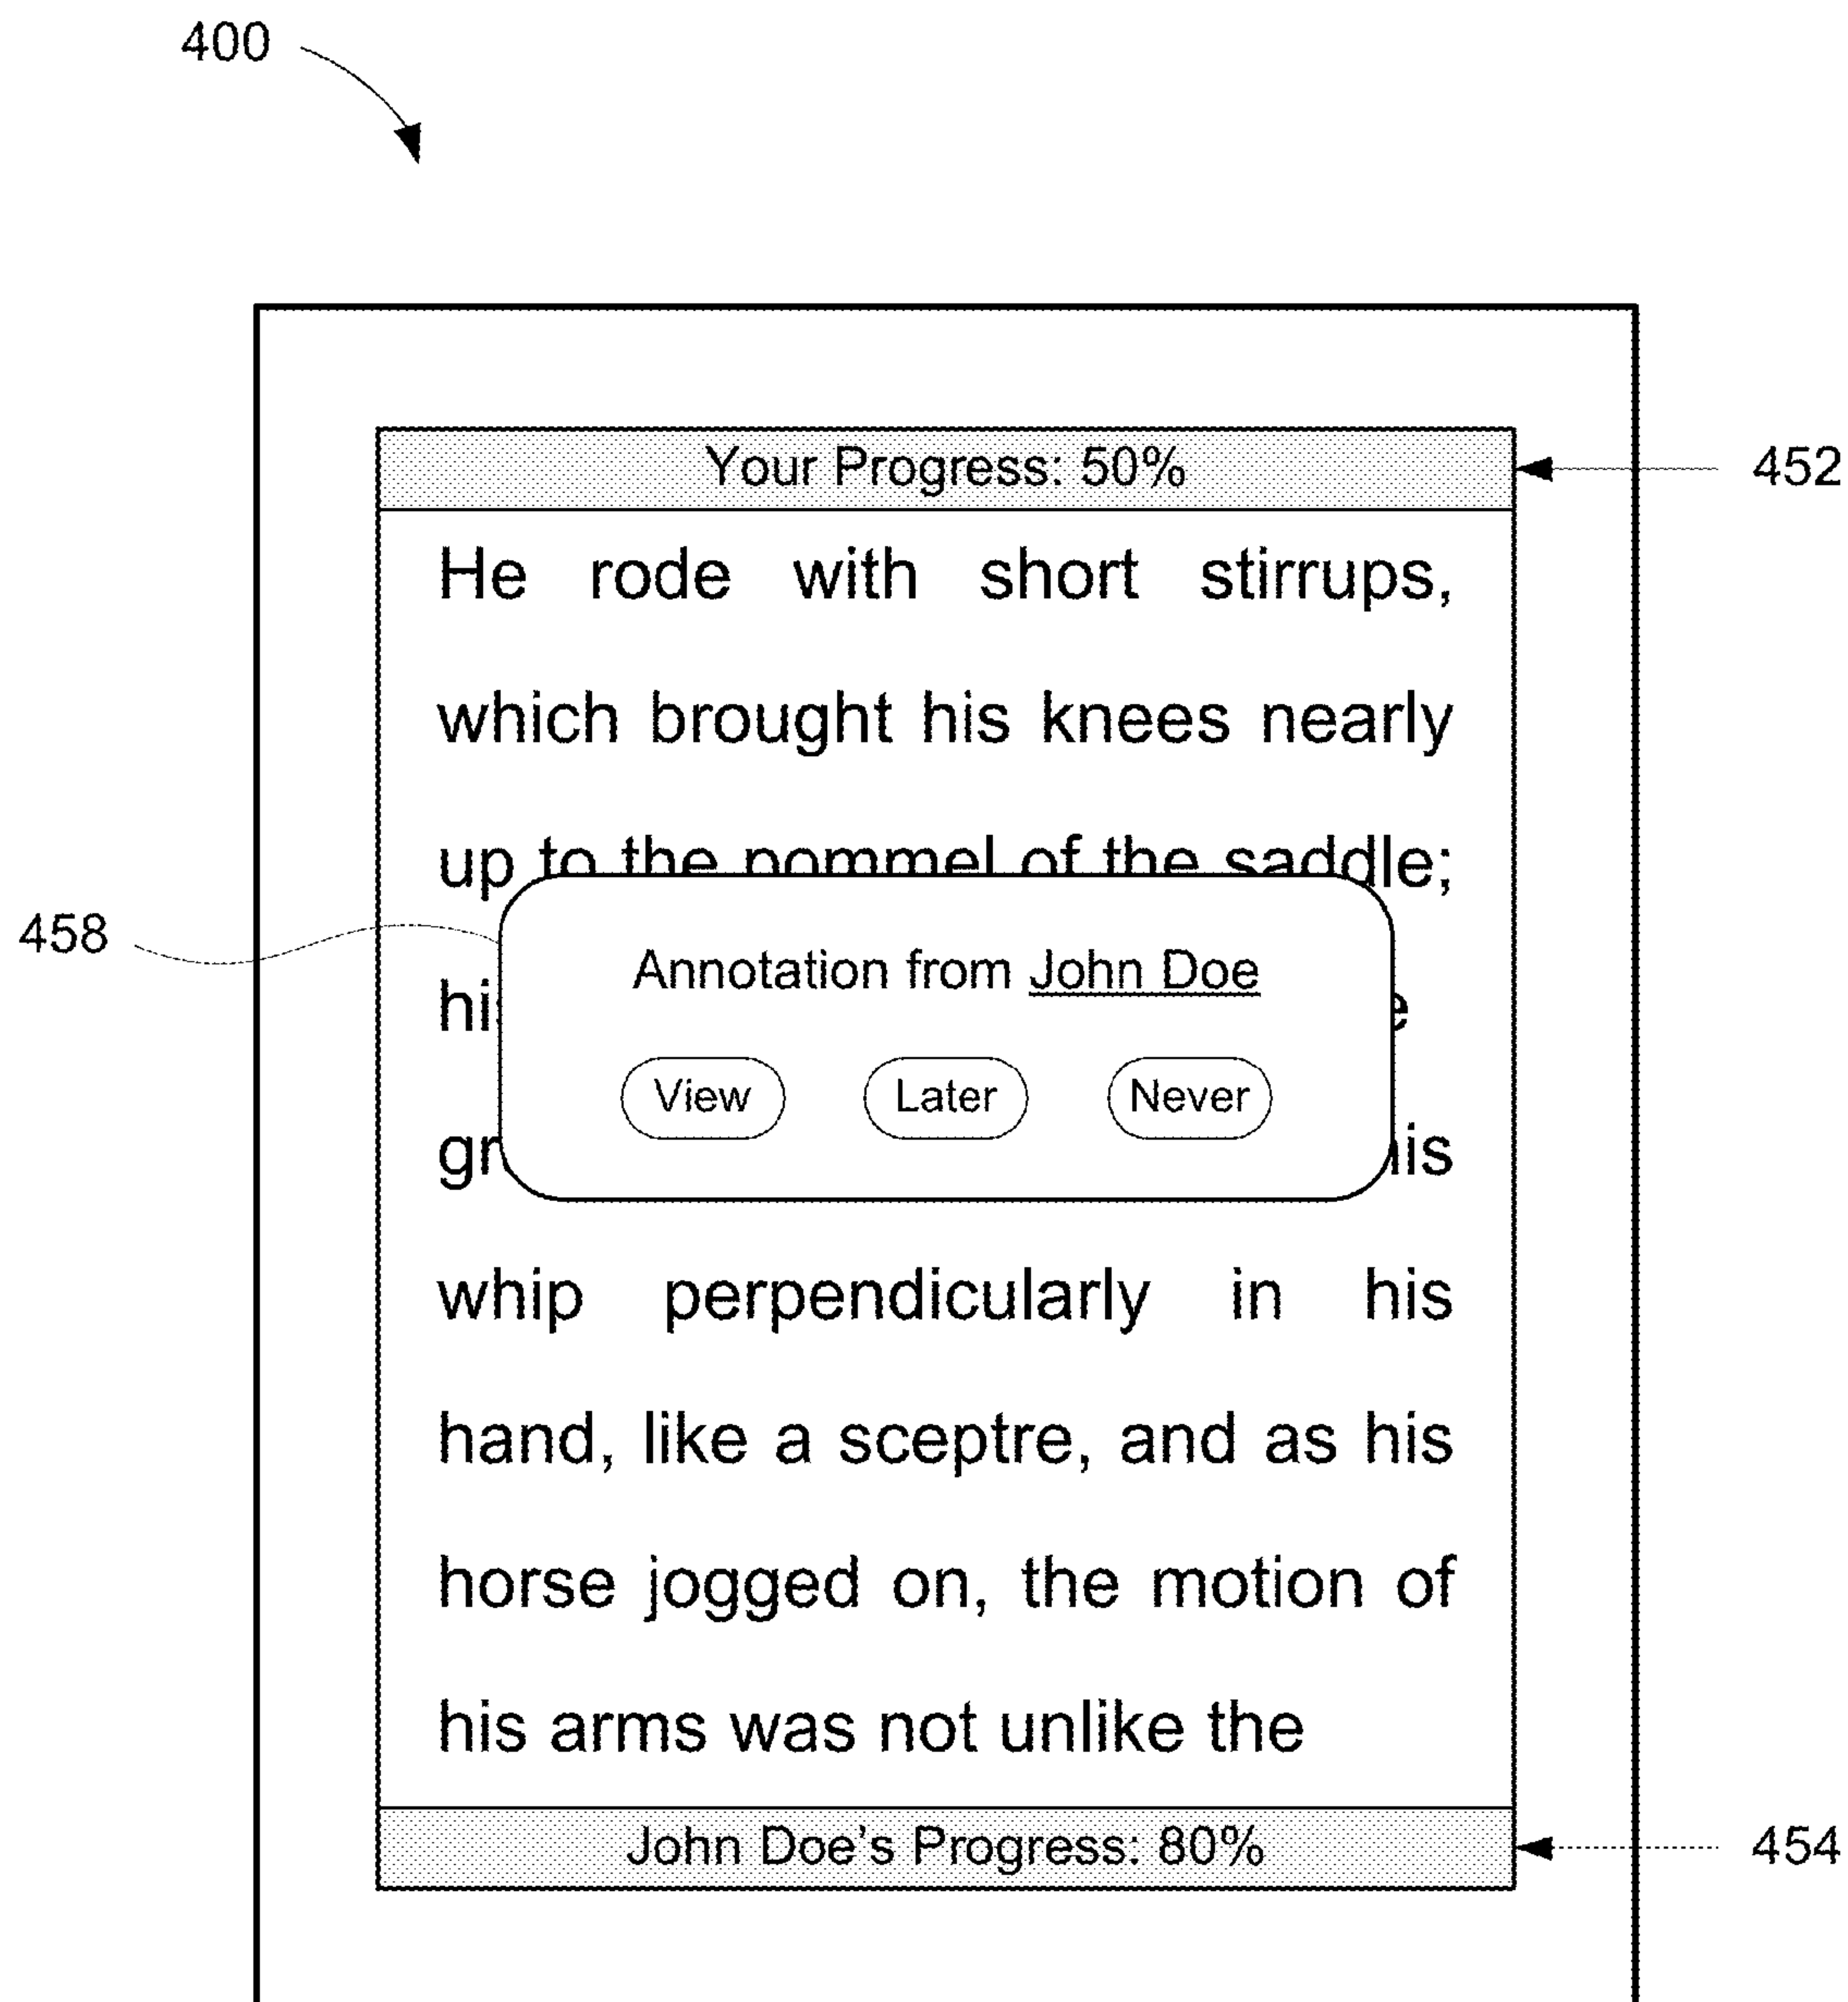 400
Your Progress: 50%
452
He rode with short stirrups,
which brought his knees nearly
up to the pommel of the saddle;
458
Annotation from John Doe
View Later Never
whip perpendicularly in his
hand, like a sceptre, and as his
horse jogged on, the motion of
his arms was not unlike the
John Doe's Progress: 80%
454